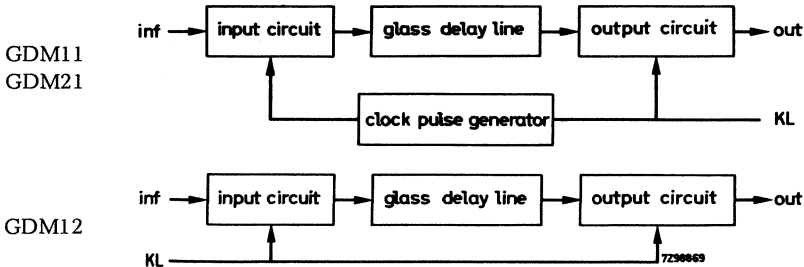 inf input circuit glass delay line output circuit out
GDM11
GDM21
clock pulse generator KL
inf input circuit glass delay line output circuit out
GDM12
KL 7Z98869